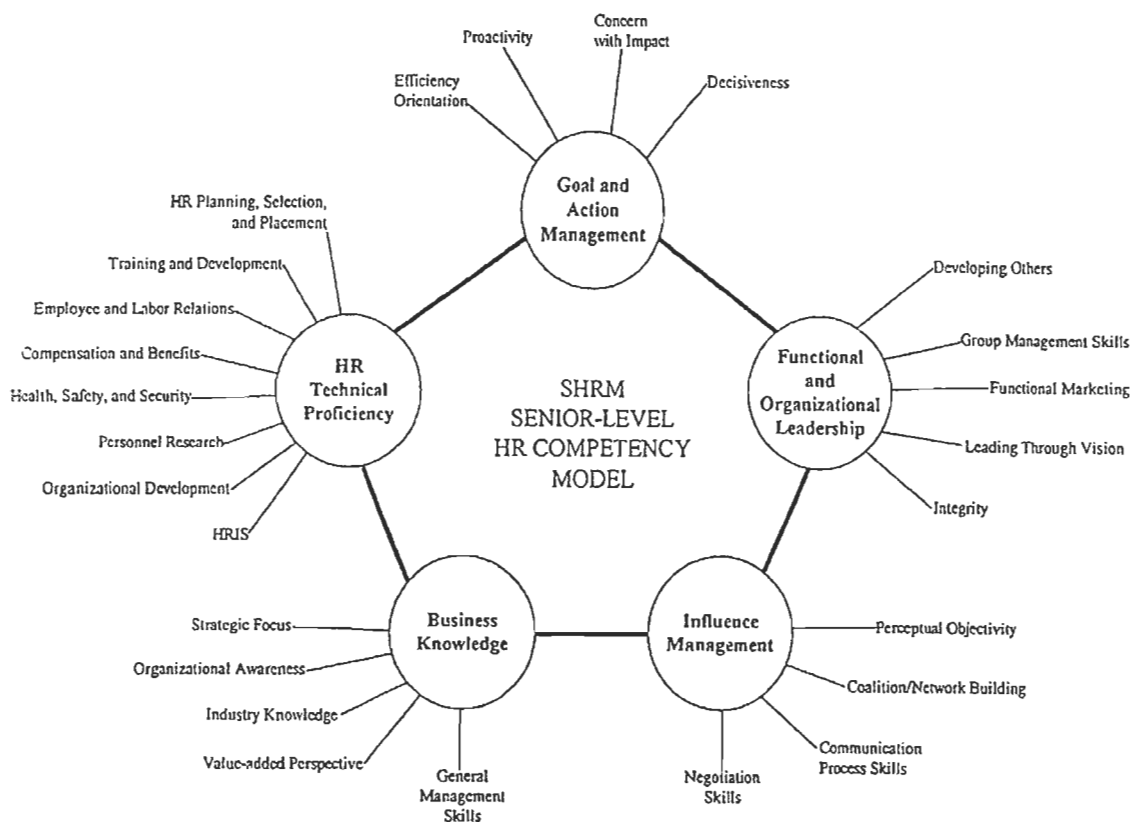 Proactivity
Concern
with Impact
Efficiency
Orientation
Decisiveness
Goal and
Action
Management
HR Planning, Selection,
and Placement
Training and Development
Employee and Labor Relations
Compensation and Benefits
Health, Safety, and Security
Personnel Research
Organizational Development
HRIS
HR
Technical
Proficiency
SHRM
SENIOR-LEVEL
HR COMPETENCY
MODEL
Functional
and
Organizational
Leadership
Developing Others
Group Management Skills
Functional Marketing
Leading Through Vision
Integrity
Business
Knowledge
Strategic Focus
Organizational Awareness
Industry Knowledge
Value-added Perspective
General
Management
Skills
Influence
Management
Perceptual Objectivity
Coalition/Network Building
Communication
Process Skills
Negotiation
Skills